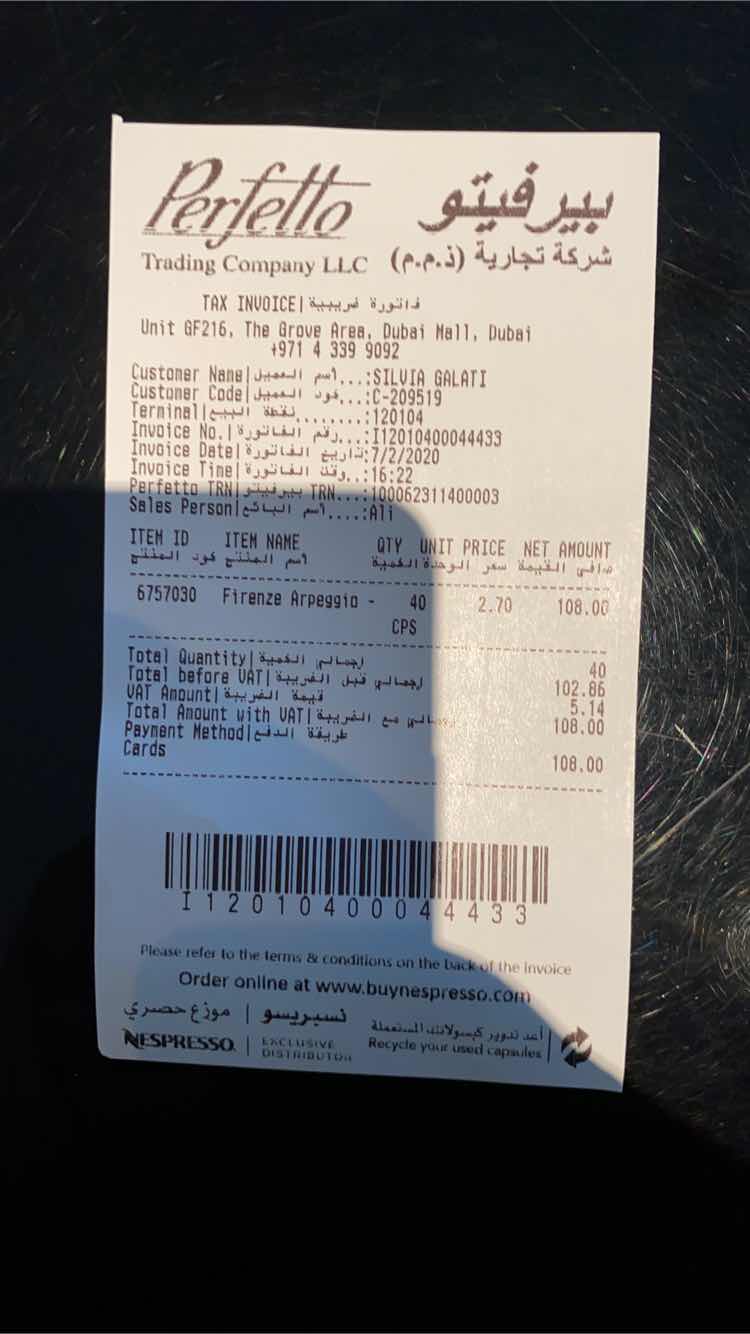 Perfetto بيرفيتو
Trading Company LLC شركة تجارية (ذ.م.م)
TAX INVOICE|فاتورة ضريبية
Unit GF216, The Grove Area, Dubai Mall, Dubai
+971 4 339 9092
Customer Name|أسم العميل...:SILVIA GALATI
Customer Code|كود العميل...:C-209519
Terminal|نقطة البيع........:120104
Invoice No.|رقم الفاتورة...:I12010400044433
Invoice Date|تاريخ الفاتورة:7/2/2020
Invoice Time|وقت الفاتورة..:16:22
Perfetto TRN|بيرفيتو TRN...:100062311400003
Sales Person|أسم البائع....:Ali
ITEM ID ITEM NAME QTY UNIT PRICE NET AMOUNT
كود المنتج اسم المنتج الكمية سعر الوحدة صافي القيمة
6757030 Firenze Arpeggio - 40 2.70 108.00
CPS
Total Quantity|إجمالي الكمية 40
Total before VAT|إجمالي قبل الضريبة 102.86
VAT Amount|قيمة الضريبة 5.14
Total Amount with VAT|إجمالي مع الضريبة 108.00
Payment Method|طريقة الدفع
Cards 108.00
I12010400044433
Please refer to the terms & conditions on the back of the invoice
Order online at www.buynespresso.com
نسبريسو | موزع حصري
أعد تدوير كبسولاتك المستعملة
NESPRESSO. | EXCLUSIVE DISTRIBUTOR
Recycle your used capsules